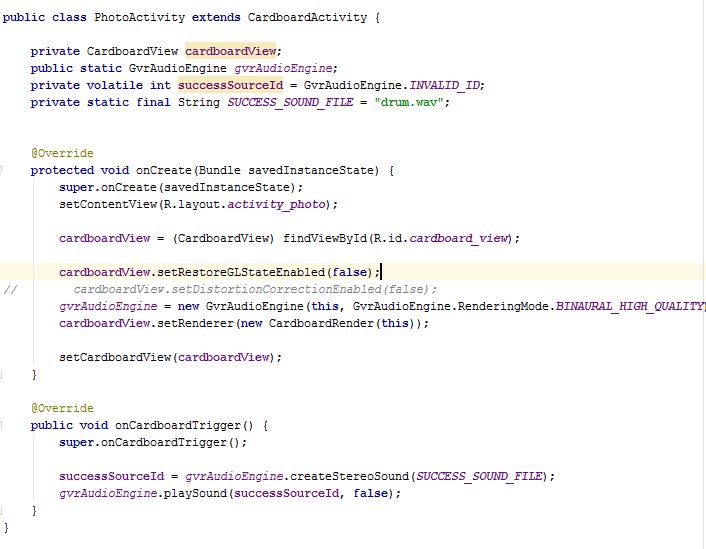 public class PhotoActivity extends CardboardActivity {
private CardboardView cardboardView;
public static GvrAudioEngine gvrAudioEngine;
private volatile int successSourceId = GvrAudioEngine.INVALID_ID;
private static final String SUCCESS_SOUND_FILE = "drum.wav";
@Override
protected void onCreate(Bundle savedInstanceState) {
super.onCreate(savedInstanceState);
setContentView(R.layout.activity_photo);
cardboardView = (CardboardView) findViewById(R.id.cardboard_view);
cardboardView.setRestoreGLStateEnabled(false);
// cardboardView.setDistortionCorrectionEnabled(false);
gvrAudioEngine = new GvrAudioEngine(this, GvrAudioEngine.RenderingMode.BINAURAL_HIGH_QUALITY)
cardboardView.setRenderer(new CardboardRender(this));
setCardboardView(cardboardView);
}
@Override
public void onCardboardTrigger() {
super.onCardboardTrigger();
successSourceId = gvrAudioEngine.createStereoSound(SUCCESS_SOUND_FILE);
gvrAudioEngine.playSound(successSourceId, false);
}
}